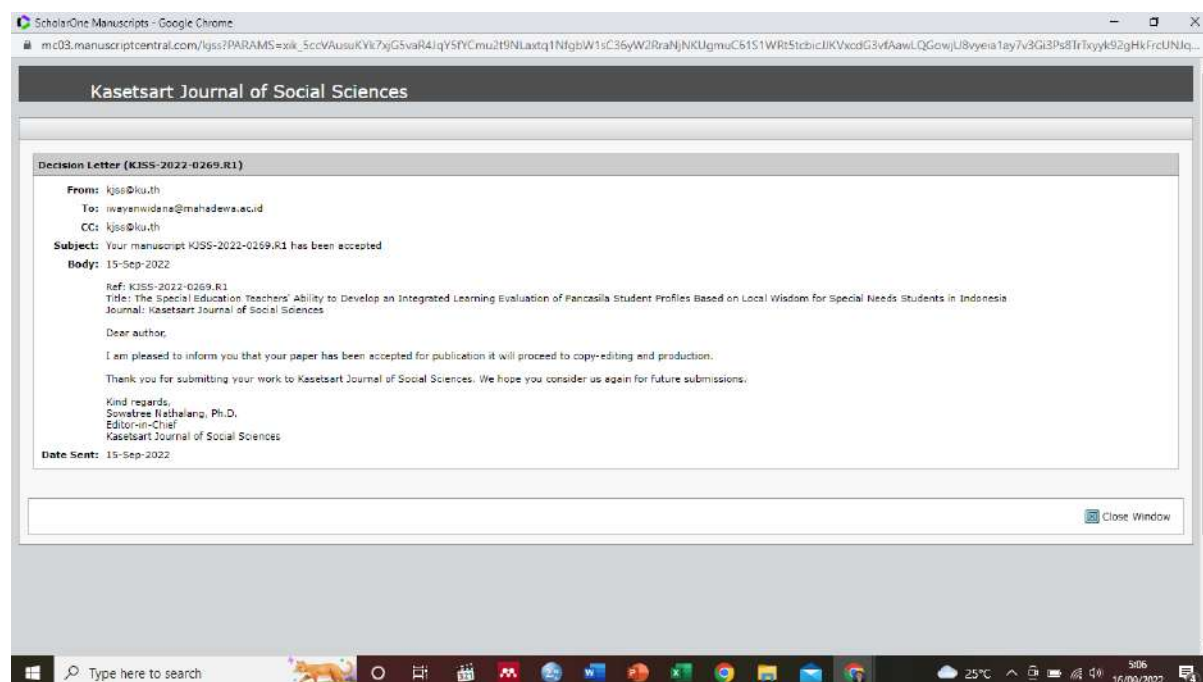 ScholarOne Manuscripts - Google Chrome
Kasetsart Journal of Social Sciences
Decision Letter (KJSS-2022-0269.R1)
From: kjss@ku.th
To: iwayanwidana@mahadewa.ac.id
CC: kjss@ku.th
Subject: Your manuscript KJSS-2022-0269.R1 has been accepted
Body: 15-Sep-2022
Ref: KJSS-2022-0269.R1
Title: The Special Education Teachers' Ability to Develop an Integrated Learning Evaluation of Pancasila Student Profiles Based on Local Wisdom for Special Needs Students in Indonesia
Journal: Kasetsart Journal of Social Sciences
Dear author,
I am pleased to inform you that your paper has been accepted for publication it will proceed to copy-editing and production.
Thank you for submitting your work to Kasetsart Journal of Social Sciences. We hope you consider us again for future submissions.
Kind regards,
Sowatree Nathalang, Ph.D.
Editor-in-Chief
Kasetsart Journal of Social Sciences
Date Sent: 15-Sep-2022
Close Window
Type here to search
25°C
5:06
16/09/2022